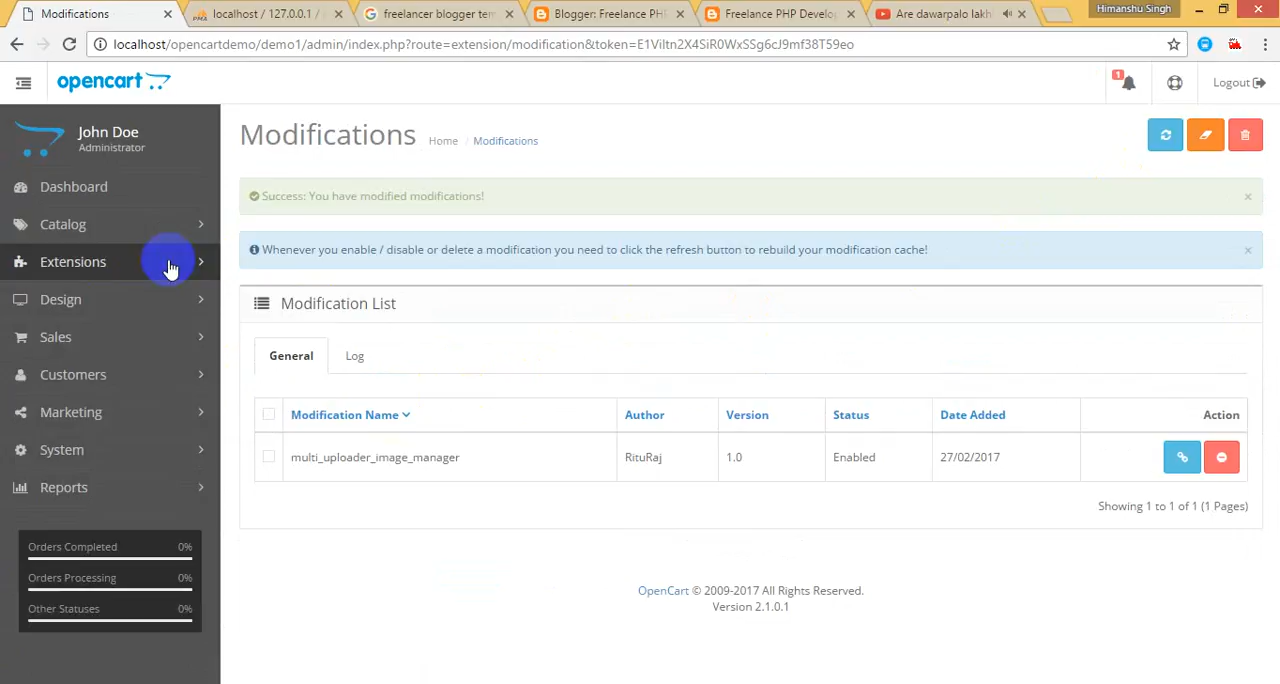 Modifications
localhost / 127.0.0.1 /
freelancer blogger tem
Blogger: Freelance PH
Freelance PHP Develo
Are dawarpalo lakh
Himanshu Singh
localhost/opencartdemo/demo1/admin/index.php?route=extension/modification&token=E1Viltn2X4SiR0WxSSg6cJ9mf38T59eo
opencart
1
Logout
John Doe
Administrator
Dashboard
Catalog
Extensions
Design
Sales
Customers
Marketing
System
Reports
Orders Completed 0%
Orders Processing 0%
Other Statuses 0%
Modifications Home / Modifications
Success: You have modified modifications! ×
Whenever you enable / disable or delete a modification you need to click the refresh button to rebuild your modification cache! ×
Modification List
General Log
Modification Name Author Version Status Date Added Action
multi_uploader_image_manager RituRaj 1.0 Enabled 27/02/2017
Showing 1 to 1 of 1 (1 Pages)
OpenCart © 2009-2017 All Rights Reserved.
Version 2.1.0.1